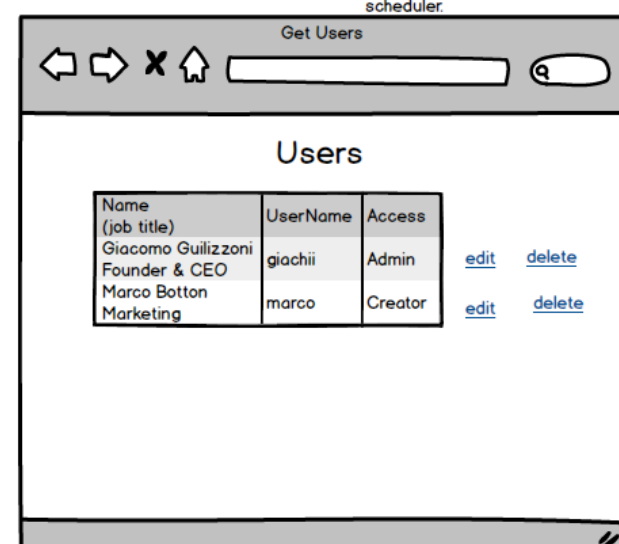 scheduler.
Get Users
Users
Name
(job title)
UserName
Access
Giacomo Guilizzoni
Founder & CEO
giachii
Admin
edit
delete
Marco Botton
Marketing
marco
Creator
edit
delete